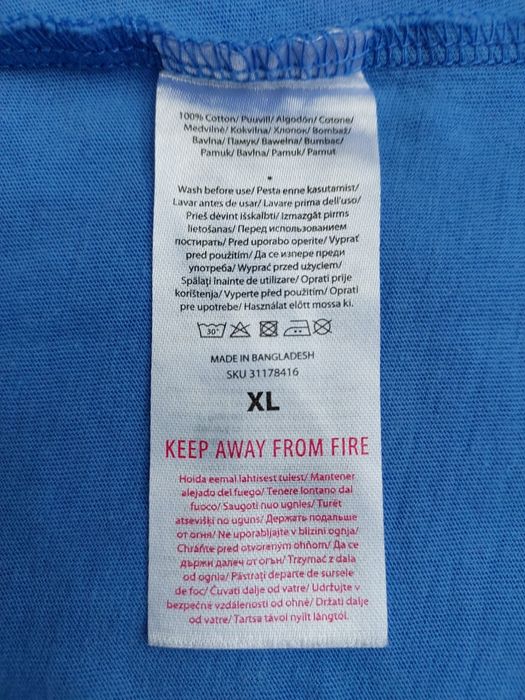 100% Cotton/ Puuvill/ Algodón/ Cotone/
Medvilnė/ Kokvilna/ Хлопок/ Bombaž/
Bavlna/ Памук/ Bawełna/ Bumbac/
Pamuk/ Bavlna/ Pamuk/ Pamut
*
Wash before use/ Pesta enne kasutamist/
Lavar antes de usar/ Lavare prima dell'uso/
Prieš dėvint išskalbti/ Izmazgāt pirms
lietošanas/ Перед использованием
постирать/ Pred uporabo operite/ Vyprať
pred použitím/ Да се изпере преди
употреба/ Wyprać przed użyciem/
Spălați înainte de utilizare/ Oprati prije
korištenja/ Vyperte před použitím/ Oprati
pre upotrebe/ Használat előtt mossa ki.
30°
MADE IN BANGLADESH
SKU 31178416
XL
KEEP AWAY FROM FIRE
Hoida eemal lahtisest tulest/ Mantener
alejado del fuego/ Tenere lontano dal
fuoco/ Saugoti nuo ugnies/ Turēt
atsevišķi no uguns/ Держать подальше
от огня/ Ne uporabljajte v bližini ognja/
Chráňte pred otvoreným ohňom/ Да се
държи далеч от огън/ Trzymać z dala
od ognia/ Păstrați departe de sursele
de foc/ Čuvati dalje od vatre/ Udržujte v
bezpečné vzdálenosti od ohně/ Držati dalje
od vatre/ Tartsa távol nyílt lángtól.